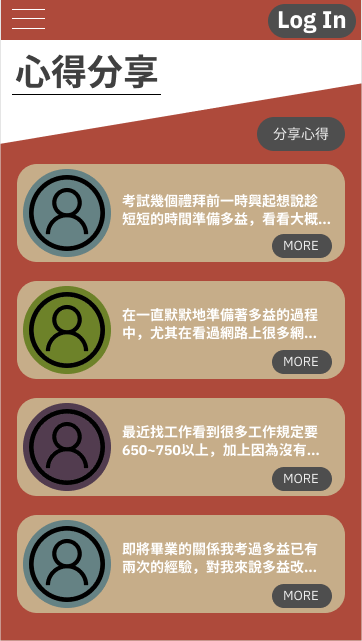 Log In
心得分享
分享心得
考試幾個禮拜前一時興起想說趁
短短的時間準備多益，看看大概...
MORE
在一直默默地準備著多益的過程
中，尤其在看過網路上很多網...
MORE
最近找工作看到很多工作規定要
650~750以上，加上因為沒有...
MORE
即將畢業的關係我考過多益已有
兩次的經驗，對我來說多益改...
MORE